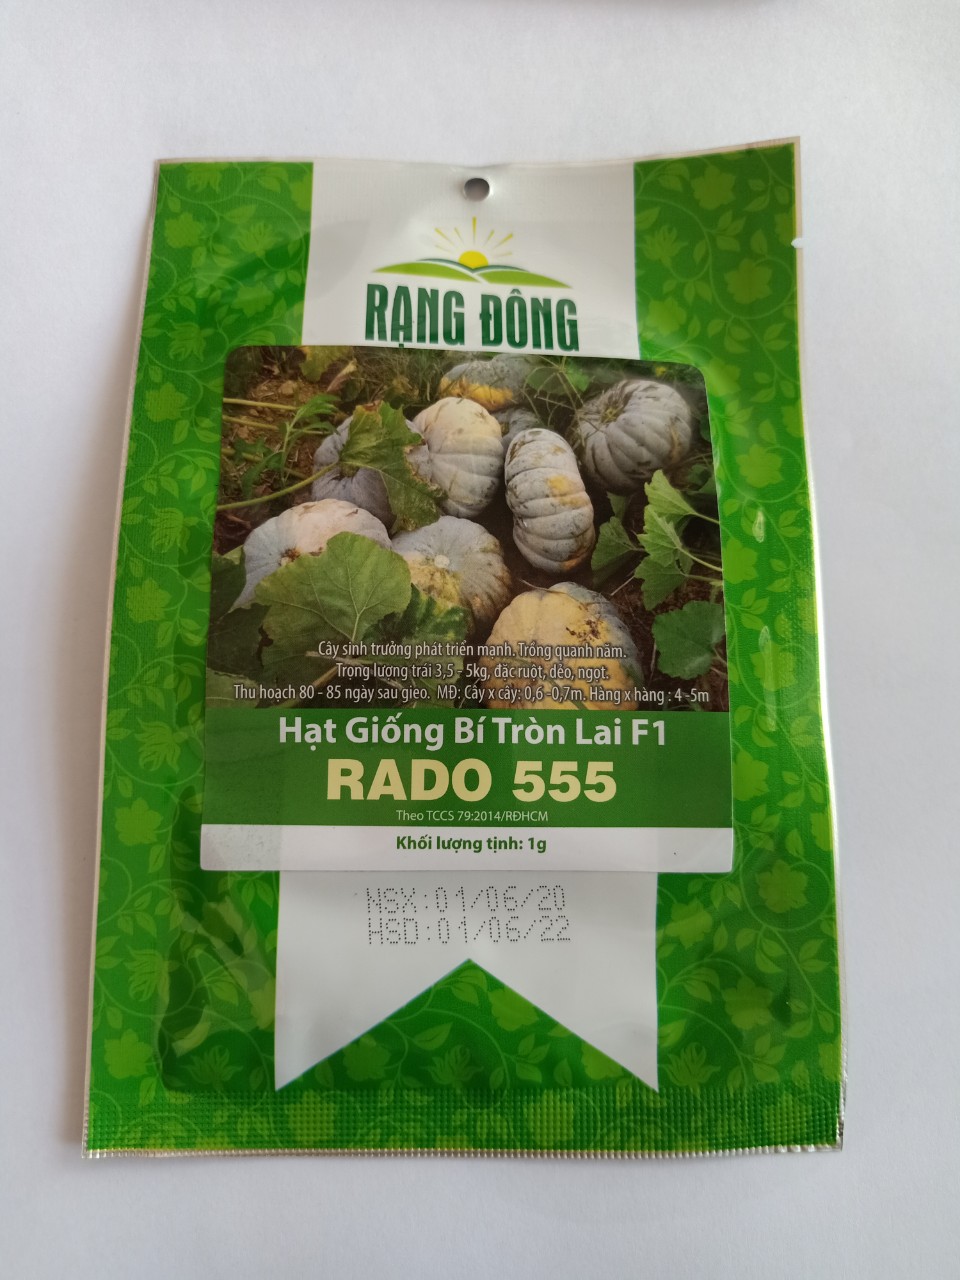 RẠNG ĐÔNG
Cây sinh trưởng phát triển mạnh. Trồng quanh năm.
Trọng lượng trái 3,5 - 5kg, đặc ruột, dẻo, ngọt.
Thu hoạch 80 - 85 ngày sau gieo. MĐ: Cây x cây: 0,6 -0,7m. Hàng x hàng : 4 -5m
Hạt Giống Bí Tròn Lai F1
RADO 555
Theo TCCS 79:2014/RĐHCM
Khối lượng tịnh: 1g
NSX:01/06/20
HSD:01/06/22